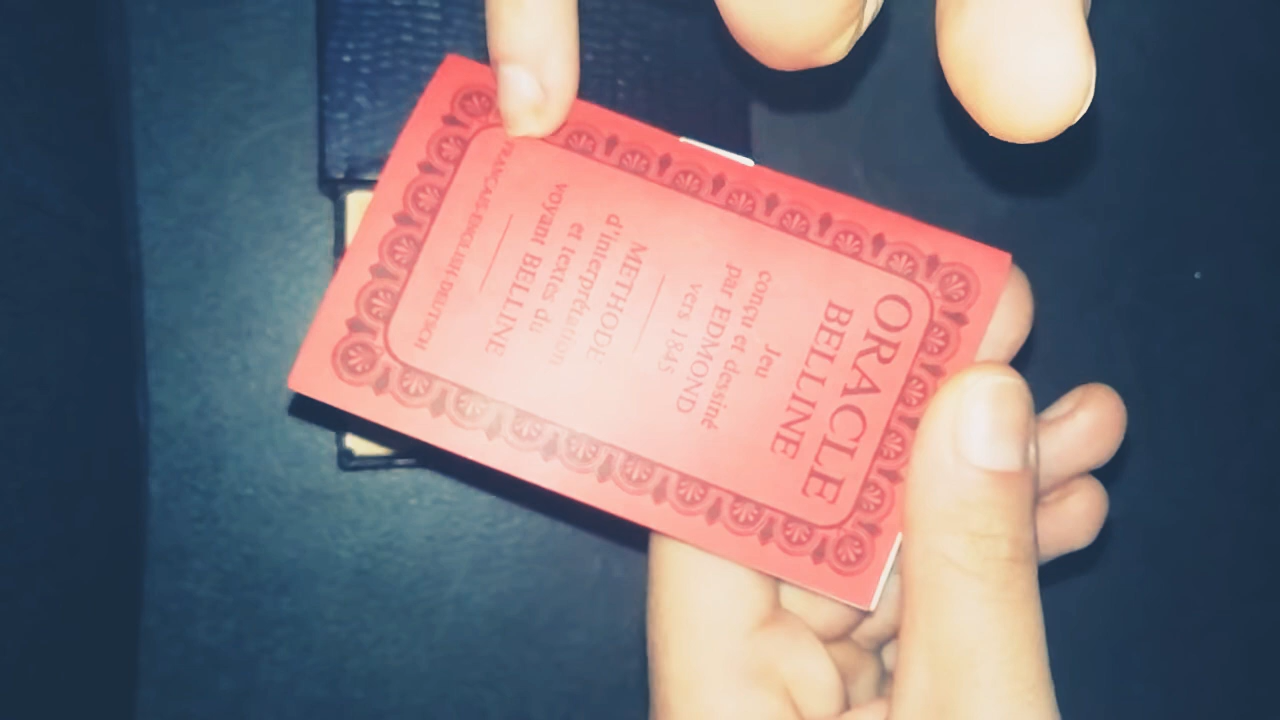 ORACLE
BELLINE
Jeu
conçu et dessiné
par EDMOND
vers 1845
METHODE
d'interprétation
et textes du
voyant BELLINE
FRANÇAIS-ENGLISH-DEUTSCH